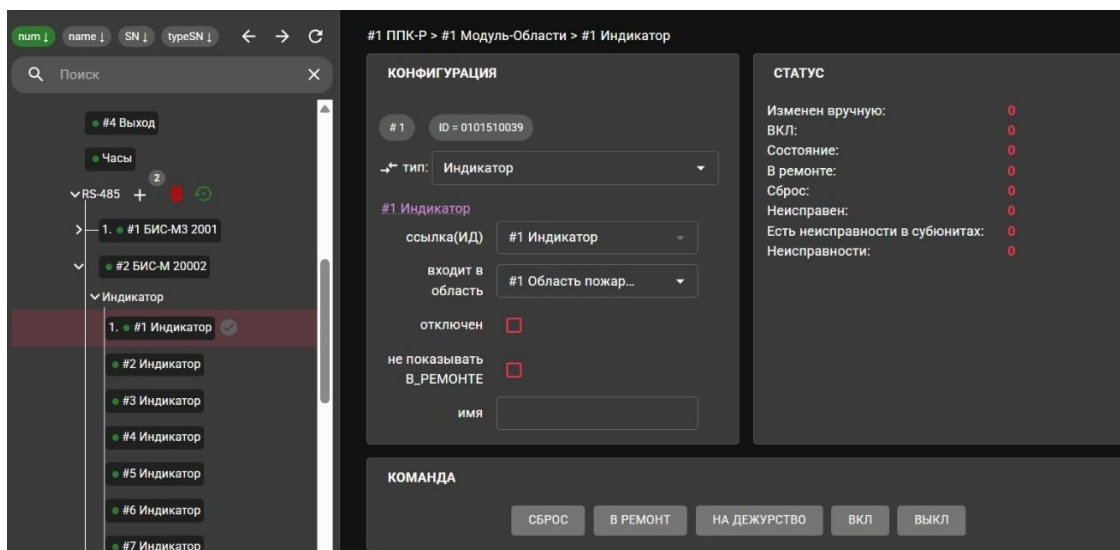 num ↓ name ↓ SN ↓ typeSN ↓
Поиск
#4 Выход
Часы
RS-485 + 2
1. #1 БИС-М3 2001
#2 БИС-М 20002
Индикатор
1. #1 Индикатор
#2 Индикатор
#3 Индикатор
#4 Индикатор
#5 Индикатор
#6 Индикатор
#7 Индикатор
#1 ППК-Р > #1 Модуль-Области > #1 Индикатор
КОНФИГУРАЦИЯ
# 1 ID = 0101510039
тип: Индикатор
#1 Индикатор
ссылка(ИД) #1 Индикатор
входит в
область #1 Область пожар...
отключен
не показывать
В_РЕМОНТЕ
имя
СТАТУС
Изменен вручную: 0
ВКЛ: 0
Состояние: 0
В ремонте: 0
Сброс: 0
Неисправен: 0
Есть неисправности в субюнитах: 0
Неисправности: 0
КОМАНДА
СБРОС В РЕМОНТ НА ДЕЖУРСТВО ВКЛ ВЫКЛ